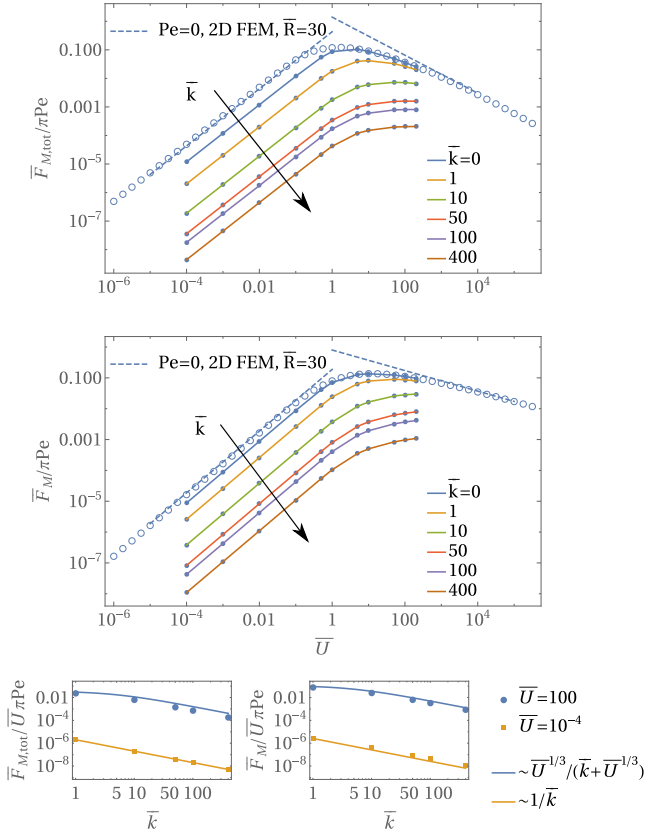 Pe=0, 2D FEM, R̅=30
F̅_{M,tot}/πPe
0.100
0.001
10⁻⁵
10⁻⁷
k̅
k̅=0
1
10
50
100
400
10⁻⁶ 10⁻⁴ 0.01 1 100 10⁴
Pe=0, 2D FEM, R̅=30
F̅_M/πPe
0.100
0.001
10⁻⁵
10⁻⁷
k̅
k̅=0
1
10
50
100
400
10⁻⁶ 10⁻⁴ 0.01 1 100 10⁴
U̅
F̅_{M,tot}/U̅πPe
0.01
10⁻⁴
10⁻⁶
10⁻⁸
1 5 10 50 100
k̅
F̅_M/U̅πPe
0.01
10⁻⁴
10⁻⁶
10⁻⁸
1 5 10 50 100
k̅
U̅=100
U̅=10⁻⁴
~U̅^{1/3}/(k̅+U̅^{1/3})
~1/k̅